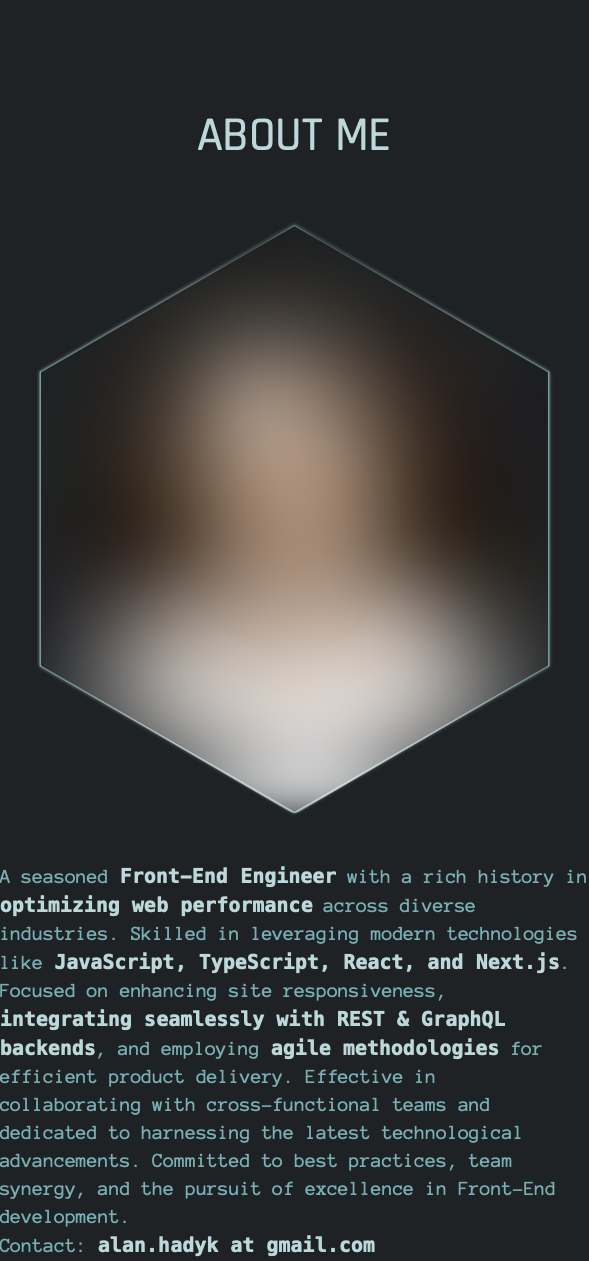 ABOUT ME
A seasoned Front-End Engineer with a rich history in
optimizing web performance across diverse
industries. Skilled in leveraging modern technologies
like JavaScript, TypeScript, React, and Next.js.
Focused on enhancing site responsiveness,
integrating seamlessly with REST & GraphQL
backends, and employing agile methodologies for
efficient product delivery. Effective in
collaborating with cross-functional teams and
dedicated to harnessing the latest technological
advancements. Committed to best practices, team
synergy, and the pursuit of excellence in Front-End
development.
Contact: alan.hadyk at gmail.com